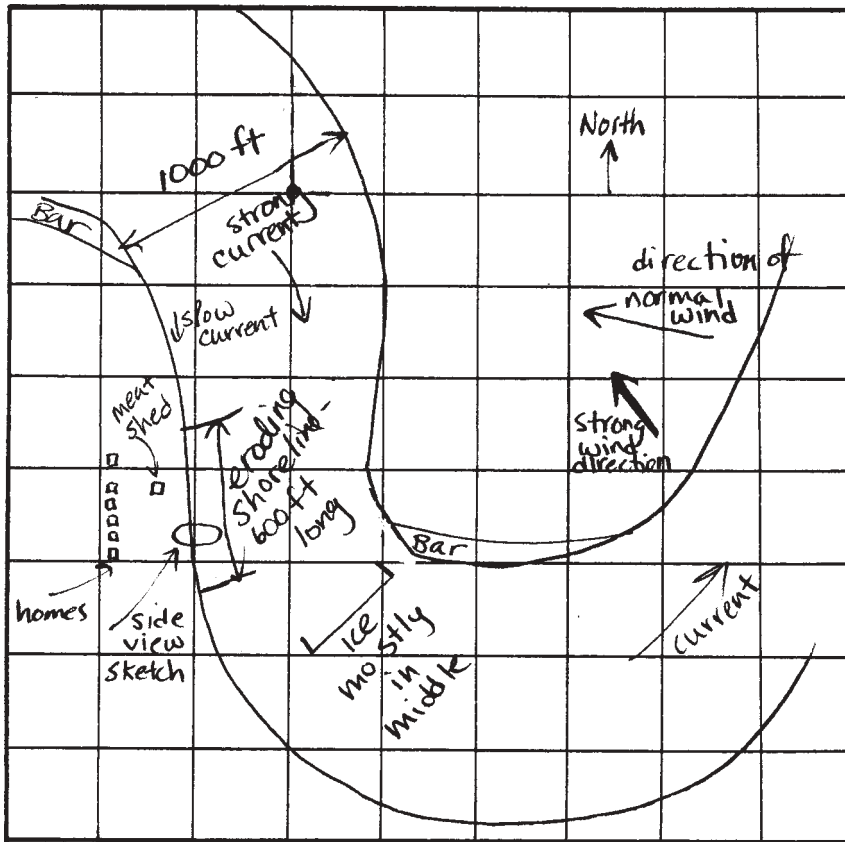 North
1000 ft
strong
current
Bar
direction of
normal
wind
slow
current
meat
shed
eroding
shoreline-
600 ft
long
strong
wind
direction
Bar
homes
side
view
sketch
ice
mostly
in
middle
current